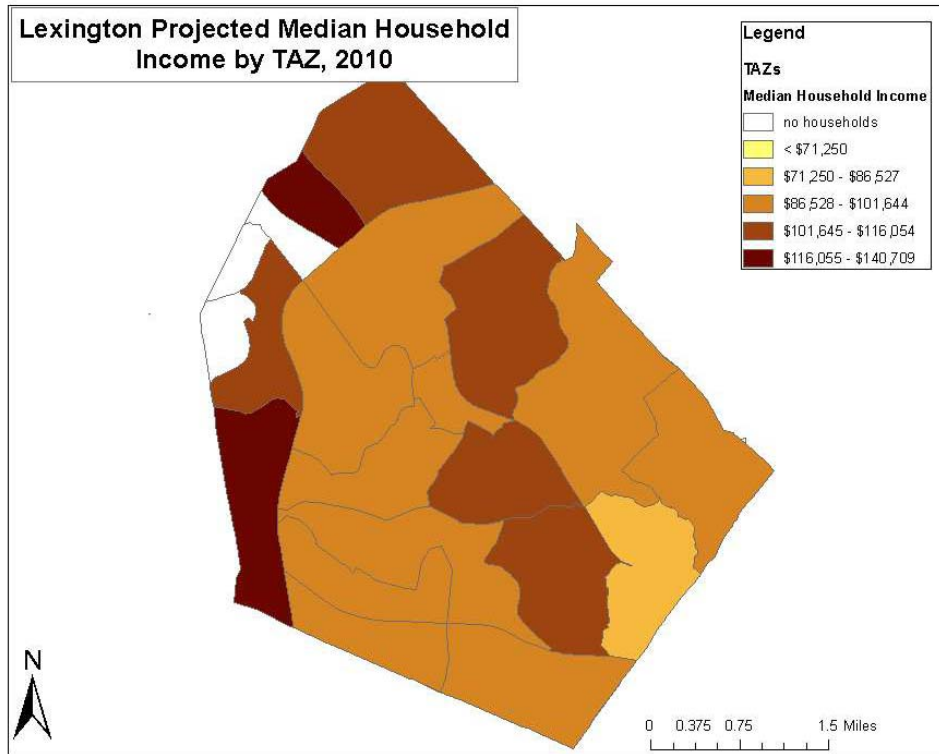 Lexington Projected Median Household
Income by TAZ, 2010
Legend
TAZs
Median Household Income
no households
< $71,250
$71,250 - $86,527
$86,528 - $101,644
$101,645 - $116,054
$116,055 - $140,709
N
0 0.375 0.75 1.5 Miles